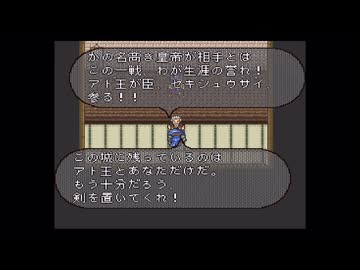 かの名高き皇帝が相手とは
この一戦 わが生涯の誉れ！
アト王が臣 セキシュウサイ
参る！！
この城に残っているのは
アト王とあなただけだ。
もう十分だろう
剣を置いてくれ！